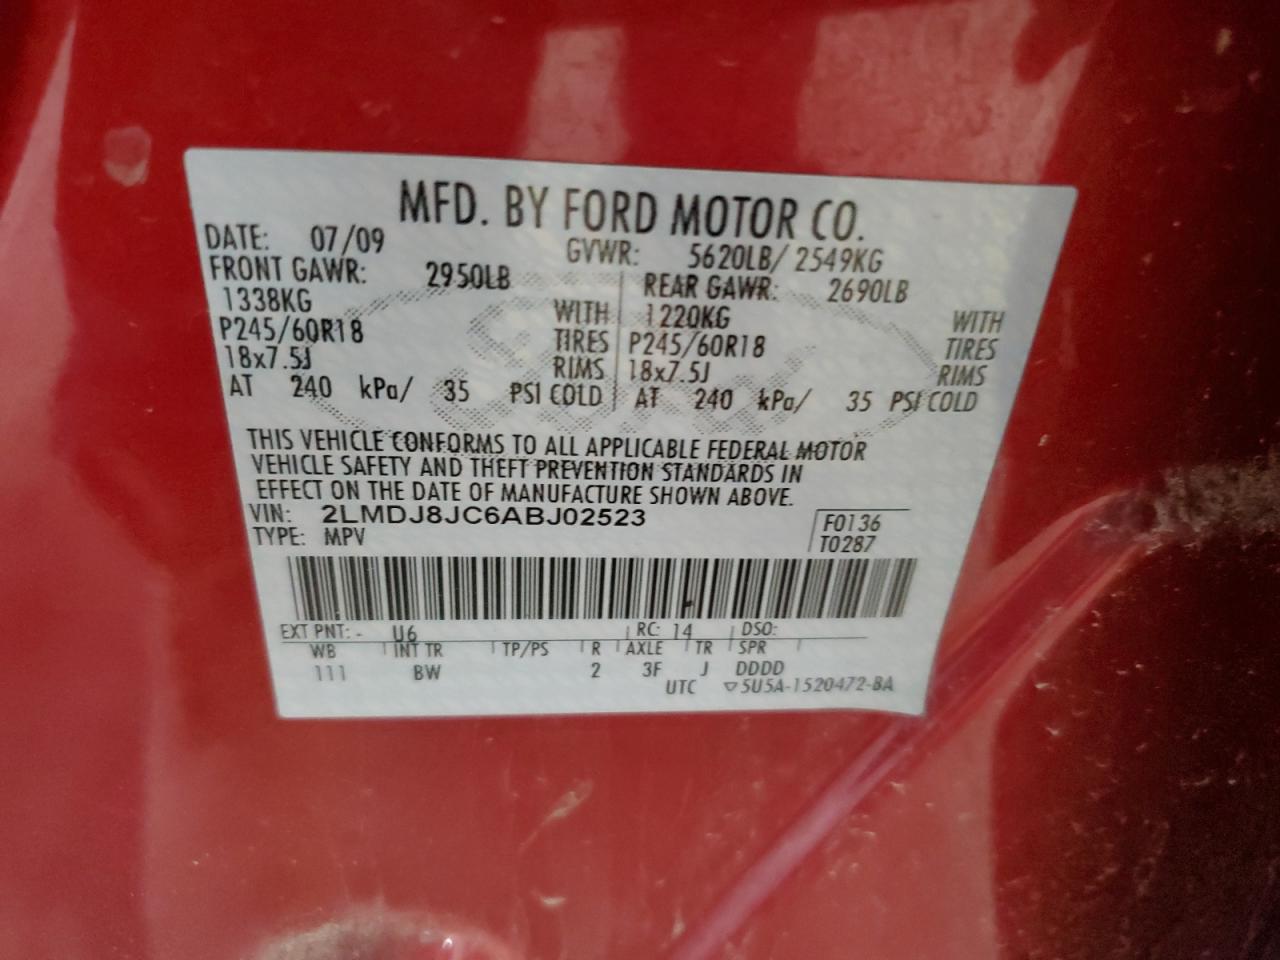 MFD. BY FORD MOTOR CO.
DATE: 07/09 GVWR: 5620LB/ 2549KG
FRONT GAWR: 2950LB REAR GAWR: 2690LB
1338KG WITH 1220KG WITH
P245/60R18 TIRES P245/60R18 TIRES
18x7.5J RIMS 18x7.5J RIMS
AT 240 kPa/ 35 PSI COLD AT 240 kPa/ 35 PSI COLD
THIS VEHICLE CONFORMS TO ALL APPLICABLE FEDERAL MOTOR
VEHICLE SAFETY AND THEFT PREVENTION STANDARDS IN
EFFECT ON THE DATE OF MANUFACTURE SHOWN ABOVE.
VIN: 2LMDJ8JC6ABJ02523 F0136
TYPE: MPV T0287
EXT PNT: - U6 RC: 14 DSO:
WB INT TR TP/PS R AXLE TR SPR
111 BW 2 3F J DDDD
UTC ▽5U5A-1520472-BA